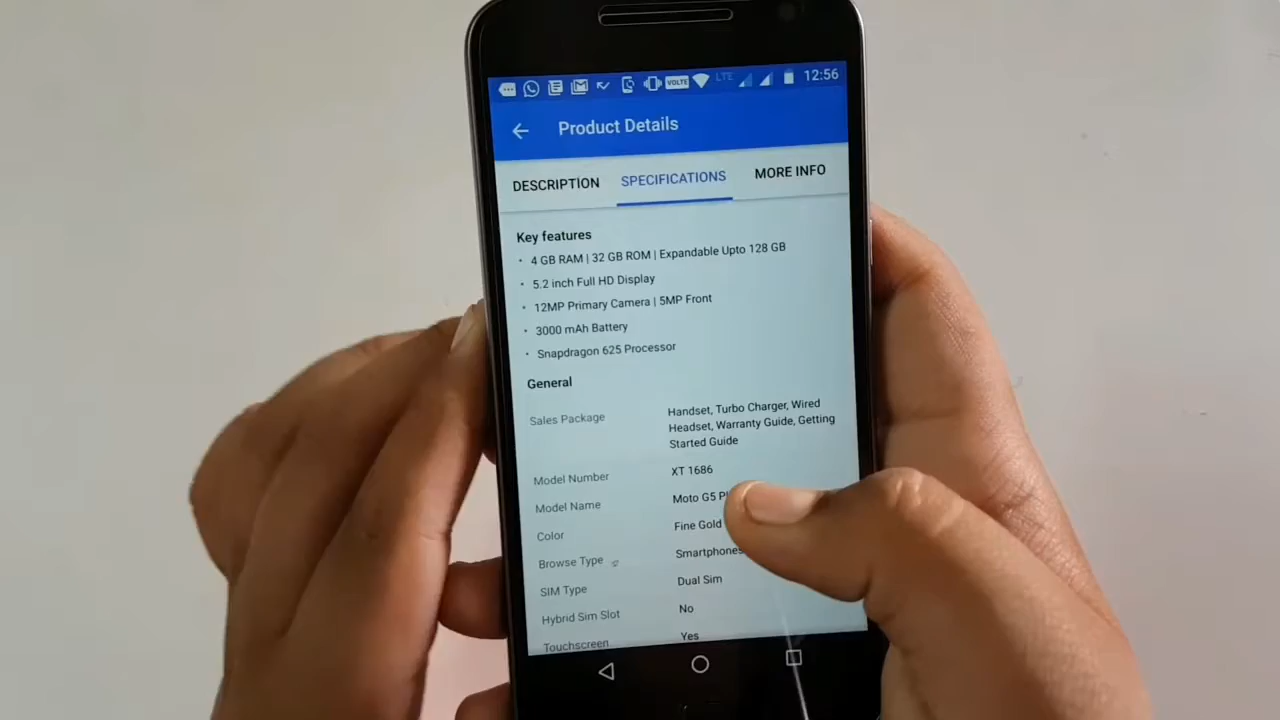 VOLTE LTE 12:56
Product Details
DESCRIPTION SPECIFICATIONS MORE INFO
Key features
• 4 GB RAM | 32 GB ROM | Expandable Upto 128 GB
• 5.2 inch Full HD Display
• 12MP Primary Camera | 5MP Front
• 3000 mAh Battery
• Snapdragon 625 Processor
General
Sales Package Handset, Turbo Charger, Wired
Headset, Warranty Guide, Getting
Started Guide
Model Number XT 1686
Model Name Moto G5
Color Fine Gold
Browse Type Smartphones
SIM Type Dual Sim
Hybrid Sim Slot No
Touchscreen Yes